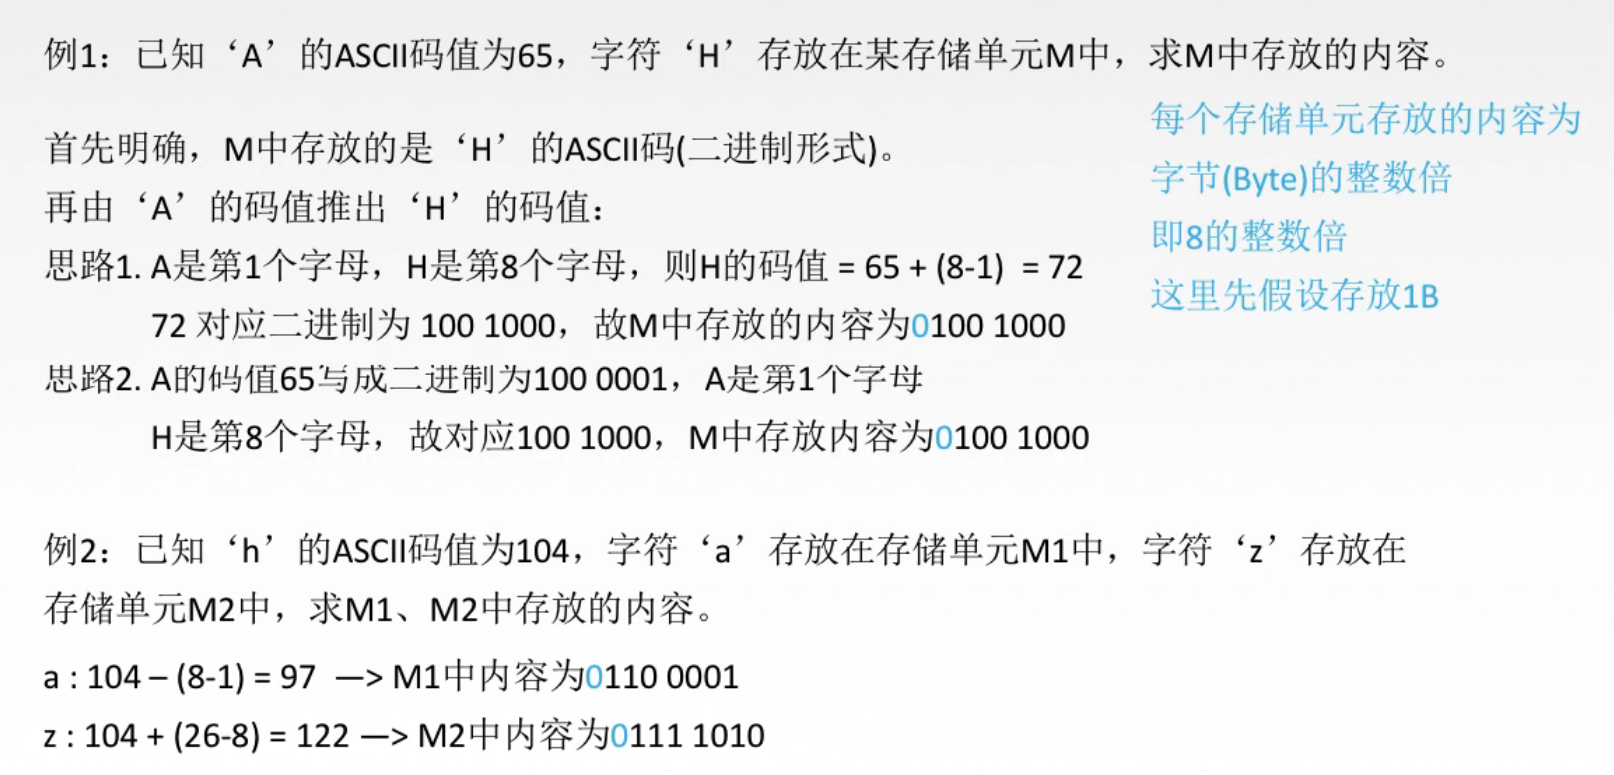 例1：已知‘A’的ASCII码值为65，字符‘H’存放在某存储单元M中，求M中存放的内容。
首先明确，M中存放的是‘H’的ASCII码(二进制形式)。
再由‘A’的码值推出‘H’的码值：
思路1. A是第1个字母，H是第8个字母，则H的码值 = 65 + (8-1) = 72
72 对应二进制为 100 1000，故M中存放的内容为0100 1000
思路2. A的码值65写成二进制为100 0001，A是第1个字母
H是第8个字母，故对应100 1000，M中存放内容为0100 1000
每个存储单元存放的内容为
字节(Byte)的整数倍
即8的整数倍
这里先假设存放1B
例2：已知‘h’的ASCII码值为104，字符‘a’存放在存储单元M1中，字符‘z’存放在
存储单元M2中，求M1、M2中存放的内容。
a : 104 – (8-1) = 97 —> M1中内容为0110 0001
z : 104 + (26-8) = 122 —> M2中内容为0111 1010